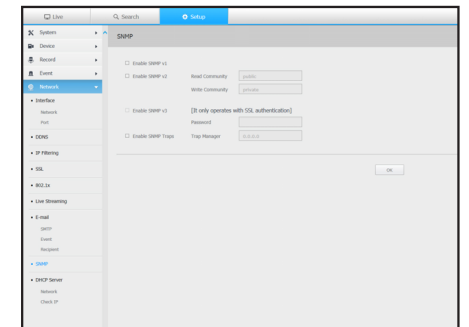 Live
Search
Setup
System
Device
Record
Event
Network
Interface
Network
Port
DDNS
IP Filtering
SSL
802.1x
Live Streaming
E-mail
SMTP
Event
Recipient
SNMP
DHCP Server
Network
Check IP
SNMP
Enable SNMP v1
Enable SNMP v2 Read Community public
Write Community private
Enable SNMP v3 [It only operates with SSL authentication]
Password
Enable SNMP Traps Trap Manager 0.0.0.0
OK